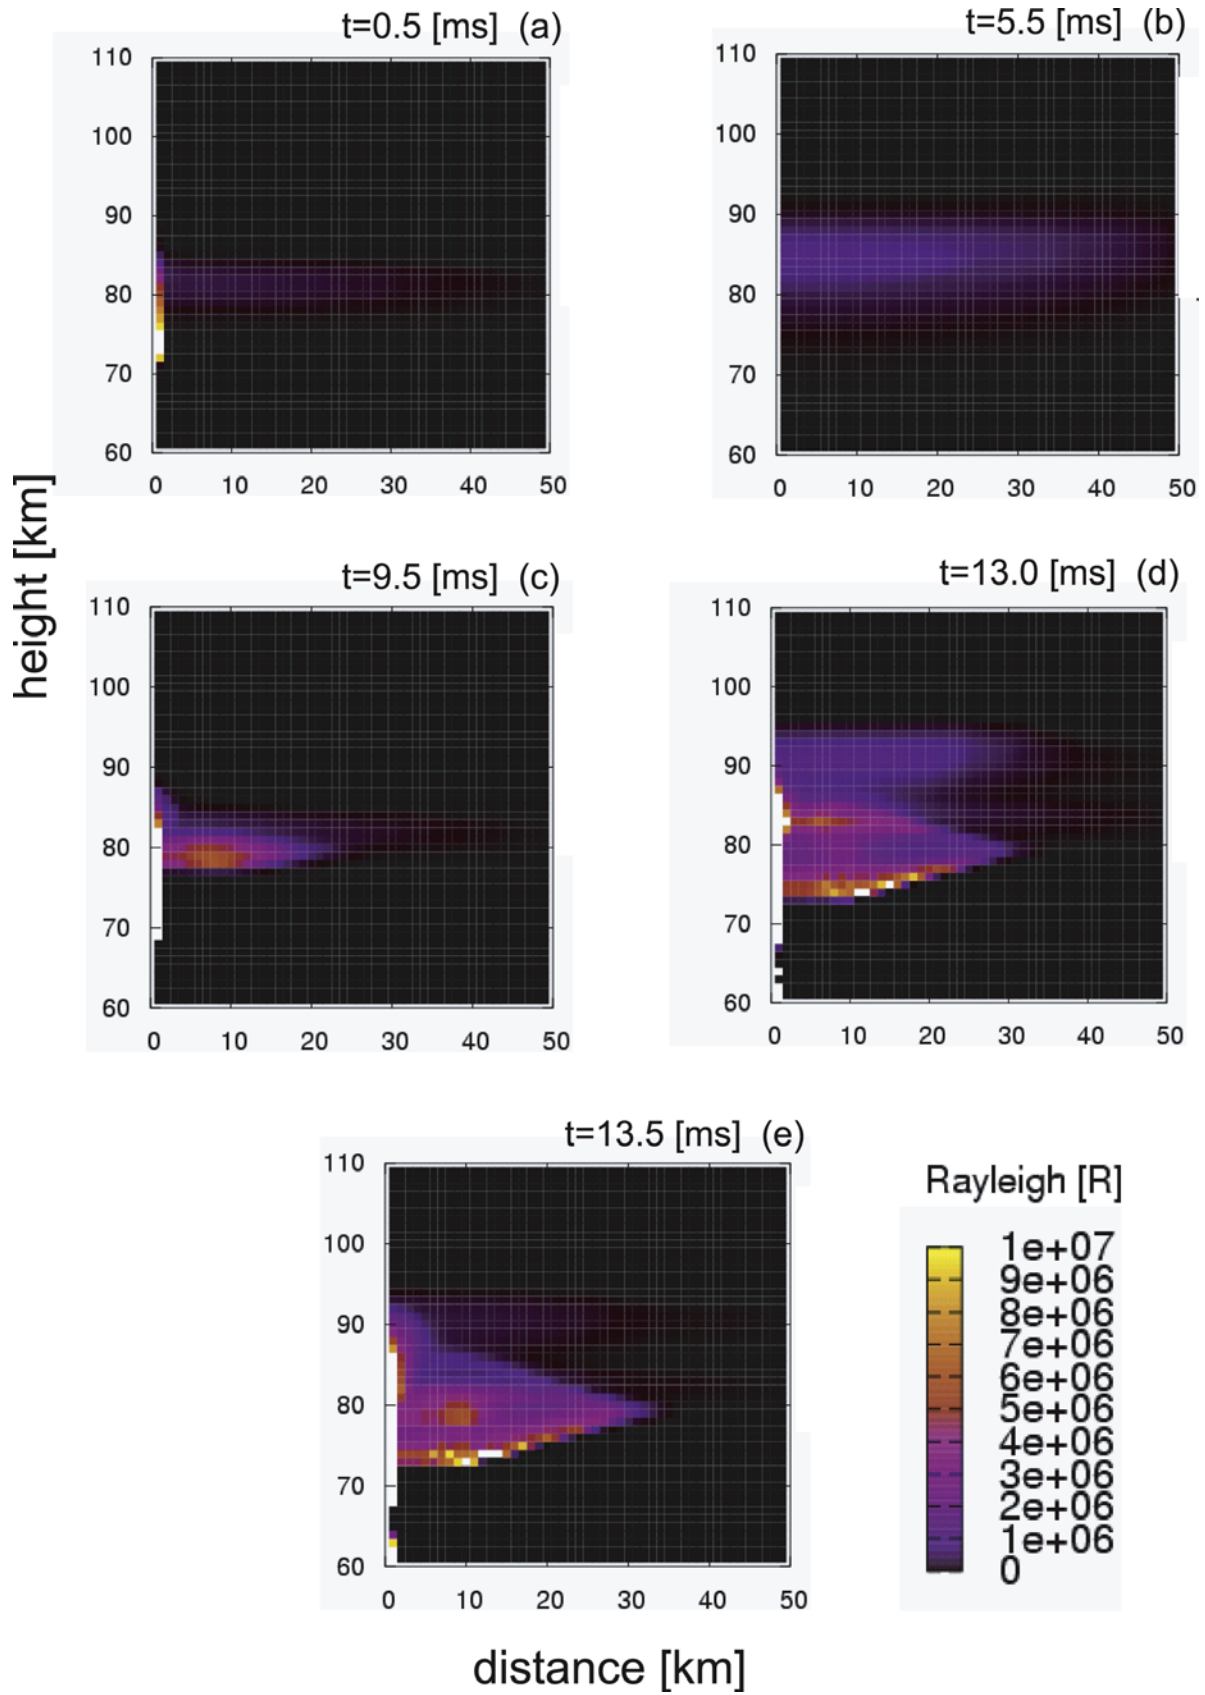 t=0.5 [ms] (a)
110
100
90
80
70
60
0 10 20 30 40 50
t=5.5 [ms] (b)
110
100
90
80
70
60
0 10 20 30 40 50
height [km]
t=9.5 [ms] (c)
110
100
90
80
70
60
0 10 20 30 40 50
t=13.0 [ms] (d)
110
100
90
80
70
60
0 10 20 30 40 50
t=13.5 [ms] (e)
110
100
90
80
70
60
0 10 20 30 40 50
Rayleigh [R]
1e+07
9e+06
8e+06
7e+06
6e+06
5e+06
4e+06
3e+06
2e+06
1e+06
0
distance [km]